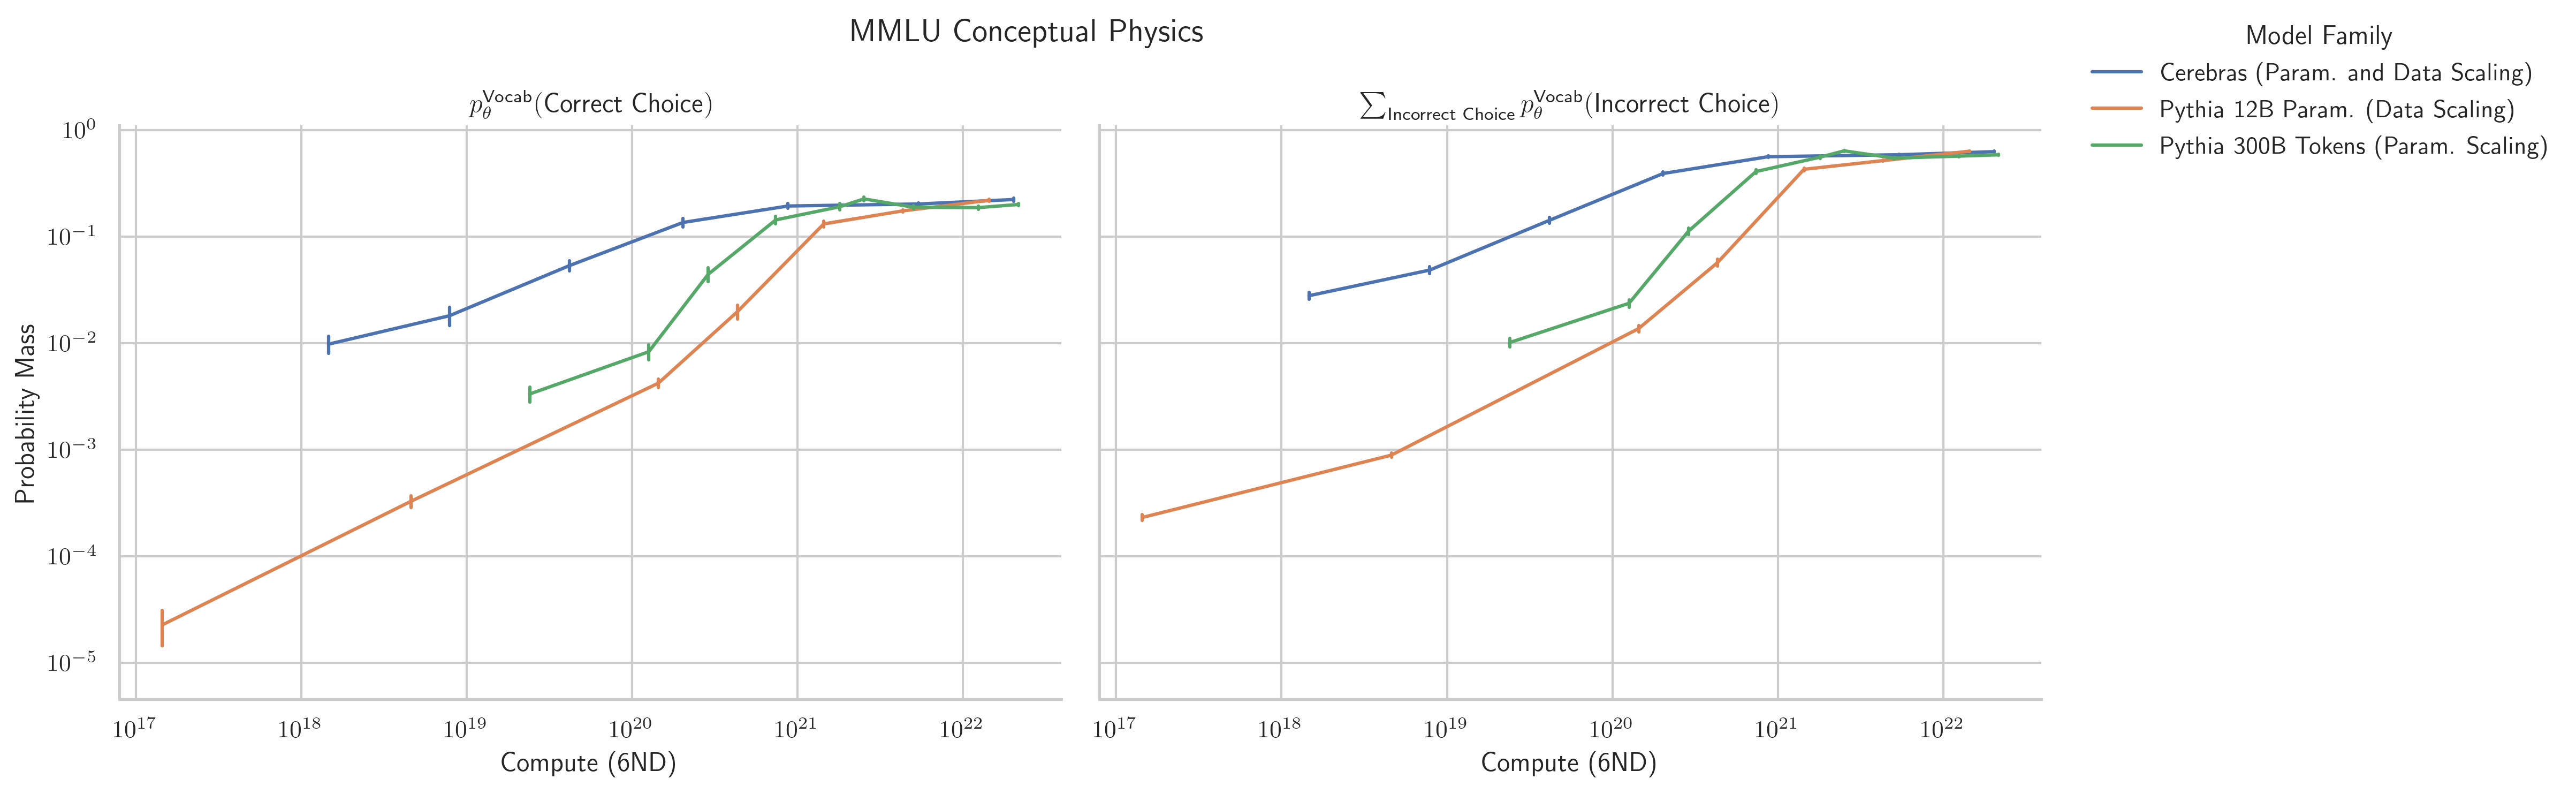 MMLU Conceptual Physics
Model Family
Cerebras (Param. and Data Scaling)
Pythia 12B Param. (Data Scaling)
Pythia 300B Tokens (Param. Scaling)
p_θ^Vocab(Correct Choice)
∑_Incorrect Choice p_θ^Vocab(Incorrect Choice)
Probability Mass
10^0
10^−1
10^−2
10^−3
10^−4
10^−5
10^17 10^18 10^19 10^20 10^21 10^22
Compute (6ND)
10^17 10^18 10^19 10^20 10^21 10^22
Compute (6ND)